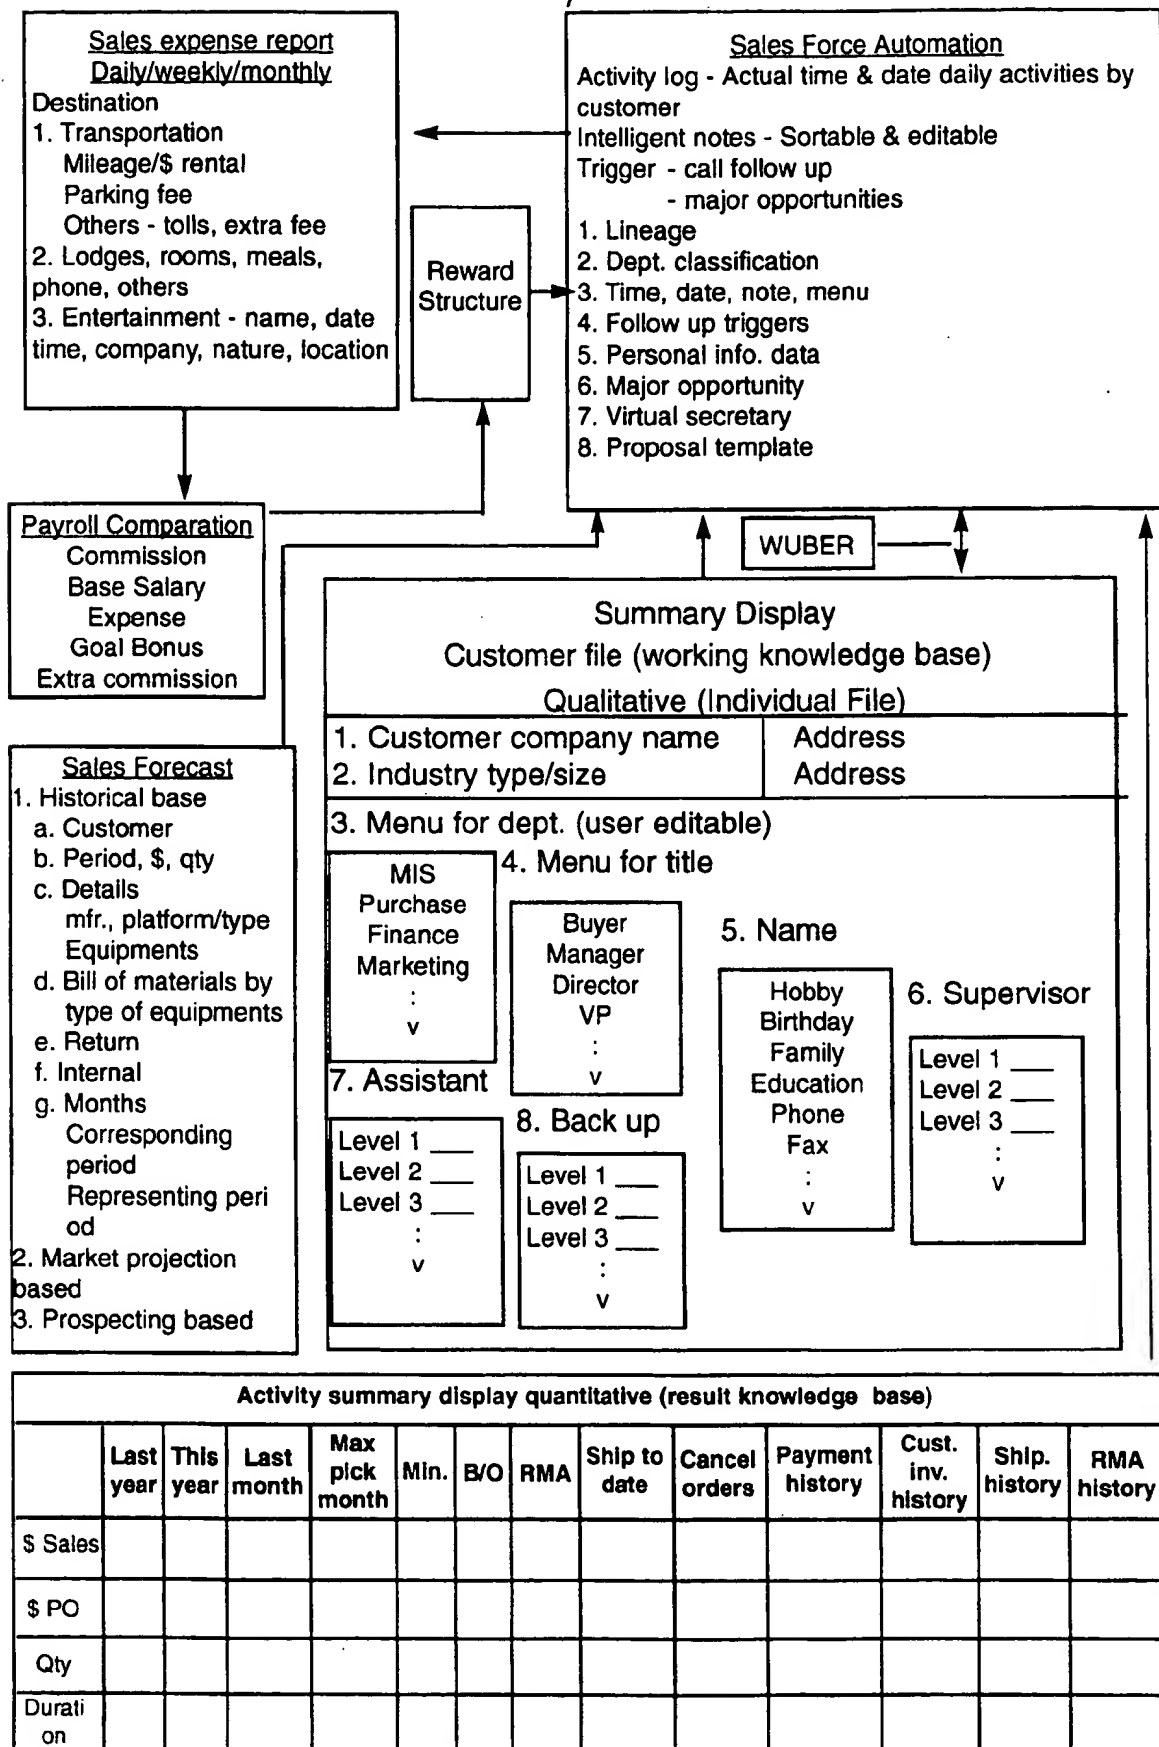 Sales expense report
Daily/weekly/monthly
Destination
1. Transportation
Mileage/$ rental
Parking fee
Others - tolls, extra fee
2. Lodges, rooms, meals,
phone, others
3. Entertainment - name, date
time, company, nature, location
Reward
Structure
Sales Force Automation
Activity log - Actual time & date daily activities by
customer
Intelligent notes - Sortable & editable
Trigger - call follow up
- major opportunities
1. Lineage
2. Dept. classification
3. Time, date, note, menu
4. Follow up triggers
5. Personal info. data
6. Major opportunity
7. Virtual secretary
8. Proposal template
Payroll Comparation
Commission
Base Salary
Expense
Goal Bonus
Extra commission
WUBER
Sales Forecast
1. Historical base
a. Customer
b. Period, $, qty
c. Details
mfr., platform/type
Equipments
d. Bill of materials by
type of equipments
e. Return
f. Internal
g. Months
Corresponding
period
Representing peri
od
2. Market projection
based
3. Prospecting based
Summary Display
Customer file (working knowledge base)
Qualitative (Individual File)
1. Customer company name Address
2. Industry type/size Address
3. Menu for dept. (user editable)
MIS
Purchase
Finance
Marketing
:
v
4. Menu for title
Buyer
Manager
Director
VP
:
v
5. Name
Hobby
Birthday
Family
Education
Phone
Fax
:
v
6. Supervisor
Level 1 ___
Level 2 ___
Level 3 ___
:
v
7. Assistant
Level 1 ___
Level 2 ___
Level 3 ___
:
v
8. Back up
Level 1 ___
Level 2 ___
Level 3 ___
:
v
Activity summary display quantitative (result knowledge base)
Last year This year Last month Max pick month Min. B/O RMA Ship to date Cancel orders Payment history Cust. inv. history Ship. history RMA history
$ Sales
$ PO
Qty
Durati
on